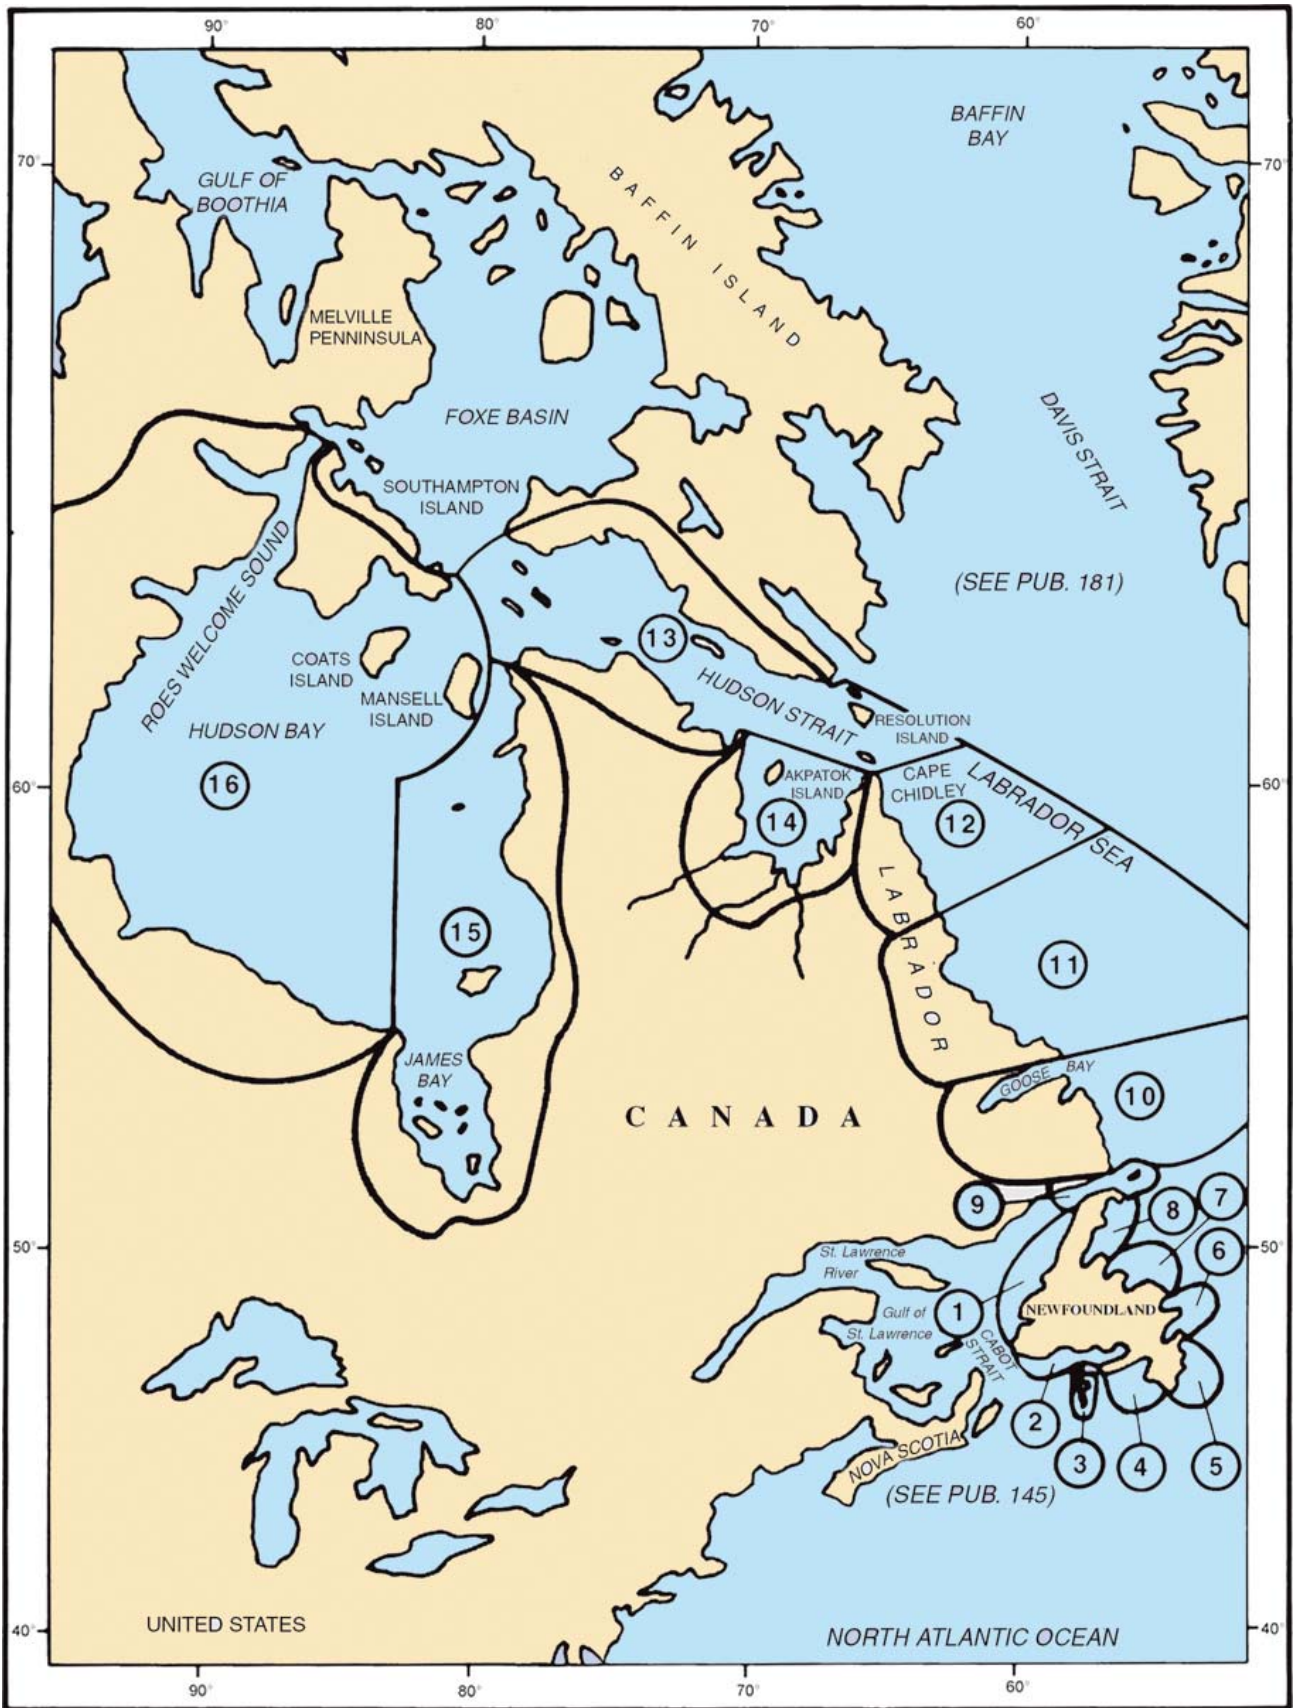 90°
80°
70°
60°
BAFFIN
BAY
70°
70°
GULF OF
BOOTHIA
BAFFIN ISLAND
MELVILLE
PENNINSULA
FOXE BASIN
DAVIS STRAIT
SOUTHAMPTON
ISLAND
ROES WELCOME SOUND
(SEE PUB. 181)
13
COATS
ISLAND
MANSELL
ISLAND
HUDSON STRAIT
RESOLUTION
ISLAND
HUDSON BAY
60°
16
AKPATOK
ISLAND
CAPE
CHIDLEY
LABRADOR SEA
60°
14
12
LABRADOR
15
11
JAMES
BAY
GOOSE BAY
10
CANADA
9
8
7
50°
St. Lawrence
River
6
50°
1
Gulf of
St. Lawrence
NEWFOUNDLAND
CABOT
STRAIT
2
3
4
5
NOVA SCOTIA
(SEE PUB. 145)
UNITED STATES
NORTH ATLANTIC OCEAN
40°
40°
90°
80°
70°
60°